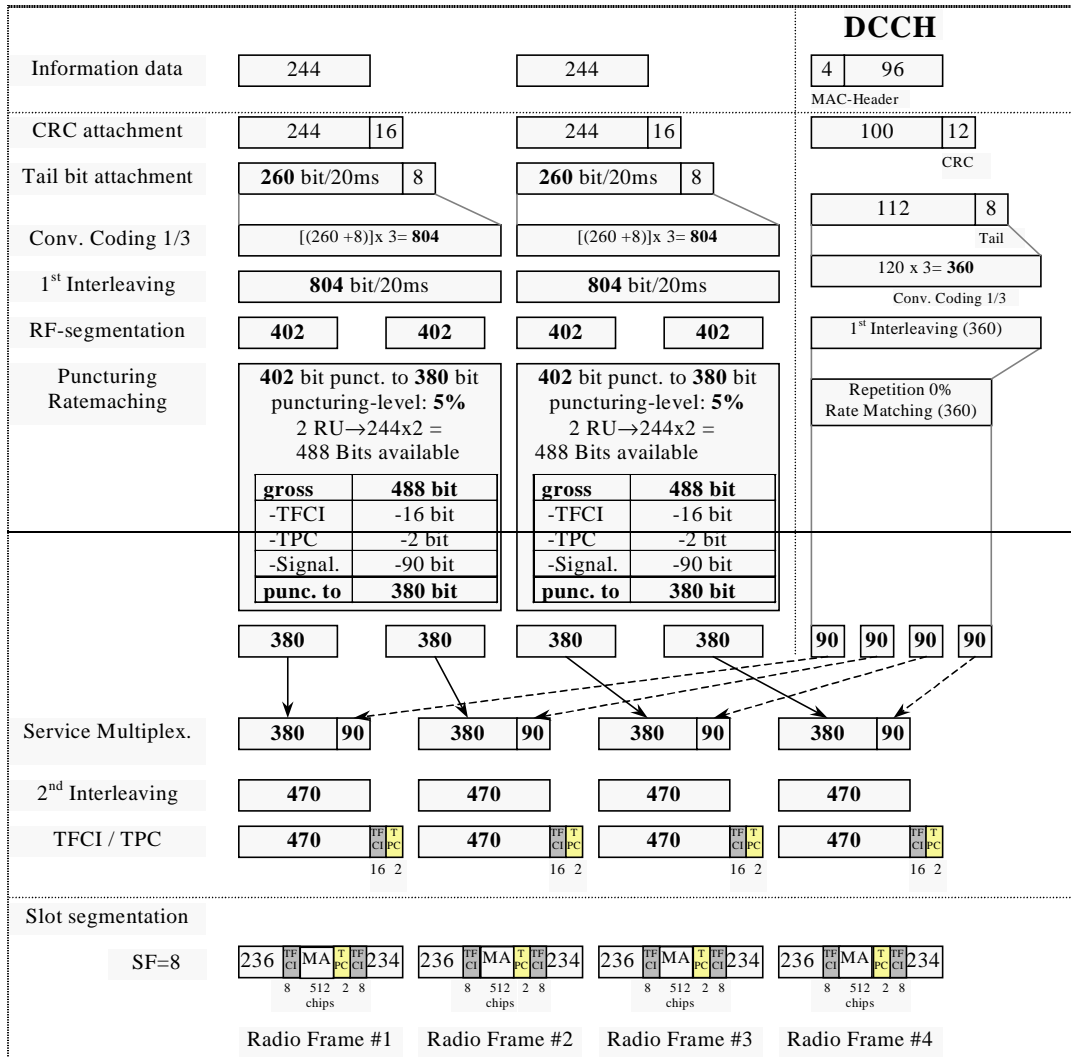 DCCH
Information data 244 244 4 96
MAC-Header
CRC attachment 244 16 244 16 100 12
CRC
Tail bit attachment 260 bit/20ms 8 260 bit/20ms 8
112 8
Tail
Conv. Coding 1/3 [(260 +8)]x 3= 804 [(260 +8)]x 3= 804
120 x 3= 360
Conv. Coding 1/3
1st Interleaving 804 bit/20ms 804 bit/20ms
RF-segmentation 402 402 402 402 1st Interleaving (360)
Puncturing
Ratemaching
402 bit punct. to 380 bit
puncturing-level: 5%
2 RU→244x2 =
488 Bits available
gross 488 bit
-TFCI -16 bit
-TPC -2 bit
-Signal. -90 bit
punc. to 380 bit
402 bit punct. to 380 bit
puncturing-level: 5%
2 RU→244x2 =
488 Bits available
gross 488 bit
-TFCI -16 bit
-TPC -2 bit
-Signal. -90 bit
punc. to 380 bit
Repetition 0%
Rate Matching (360)
380 380 380 380 90 90 90 90
Service Multiplex. 380 90 380 90 380 90 380 90
2nd Interleaving 470 470 470 470
TFCI / TPC 470 TF CI T PC 470 TF CI T PC 470 TF CI T PC 470 TF CI T PC
16 2 16 2 16 2 16 2
Slot segmentation
SF=8 236 TF CI MA T PC TF CI 234 236 TF CI MA T PC TF CI 234 236 TF CI MA T PC TF CI 234 236 TF CI MA T PC TF CI 234
8 512 2 8 8 512 2 8 8 512 2 8 8 512 2 8
chips chips chips chips
Radio Frame #1 Radio Frame #2 Radio Frame #3 Radio Frame #4